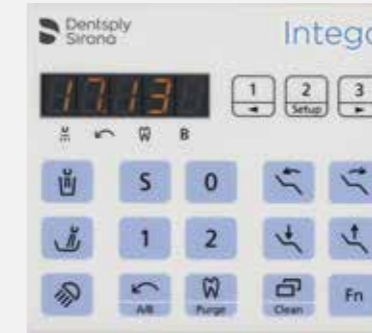 Dentsply
Sirona
Intego
17:13
1 2 3
Setup
B
S 0
1 2
A/B Purge Clean Fn